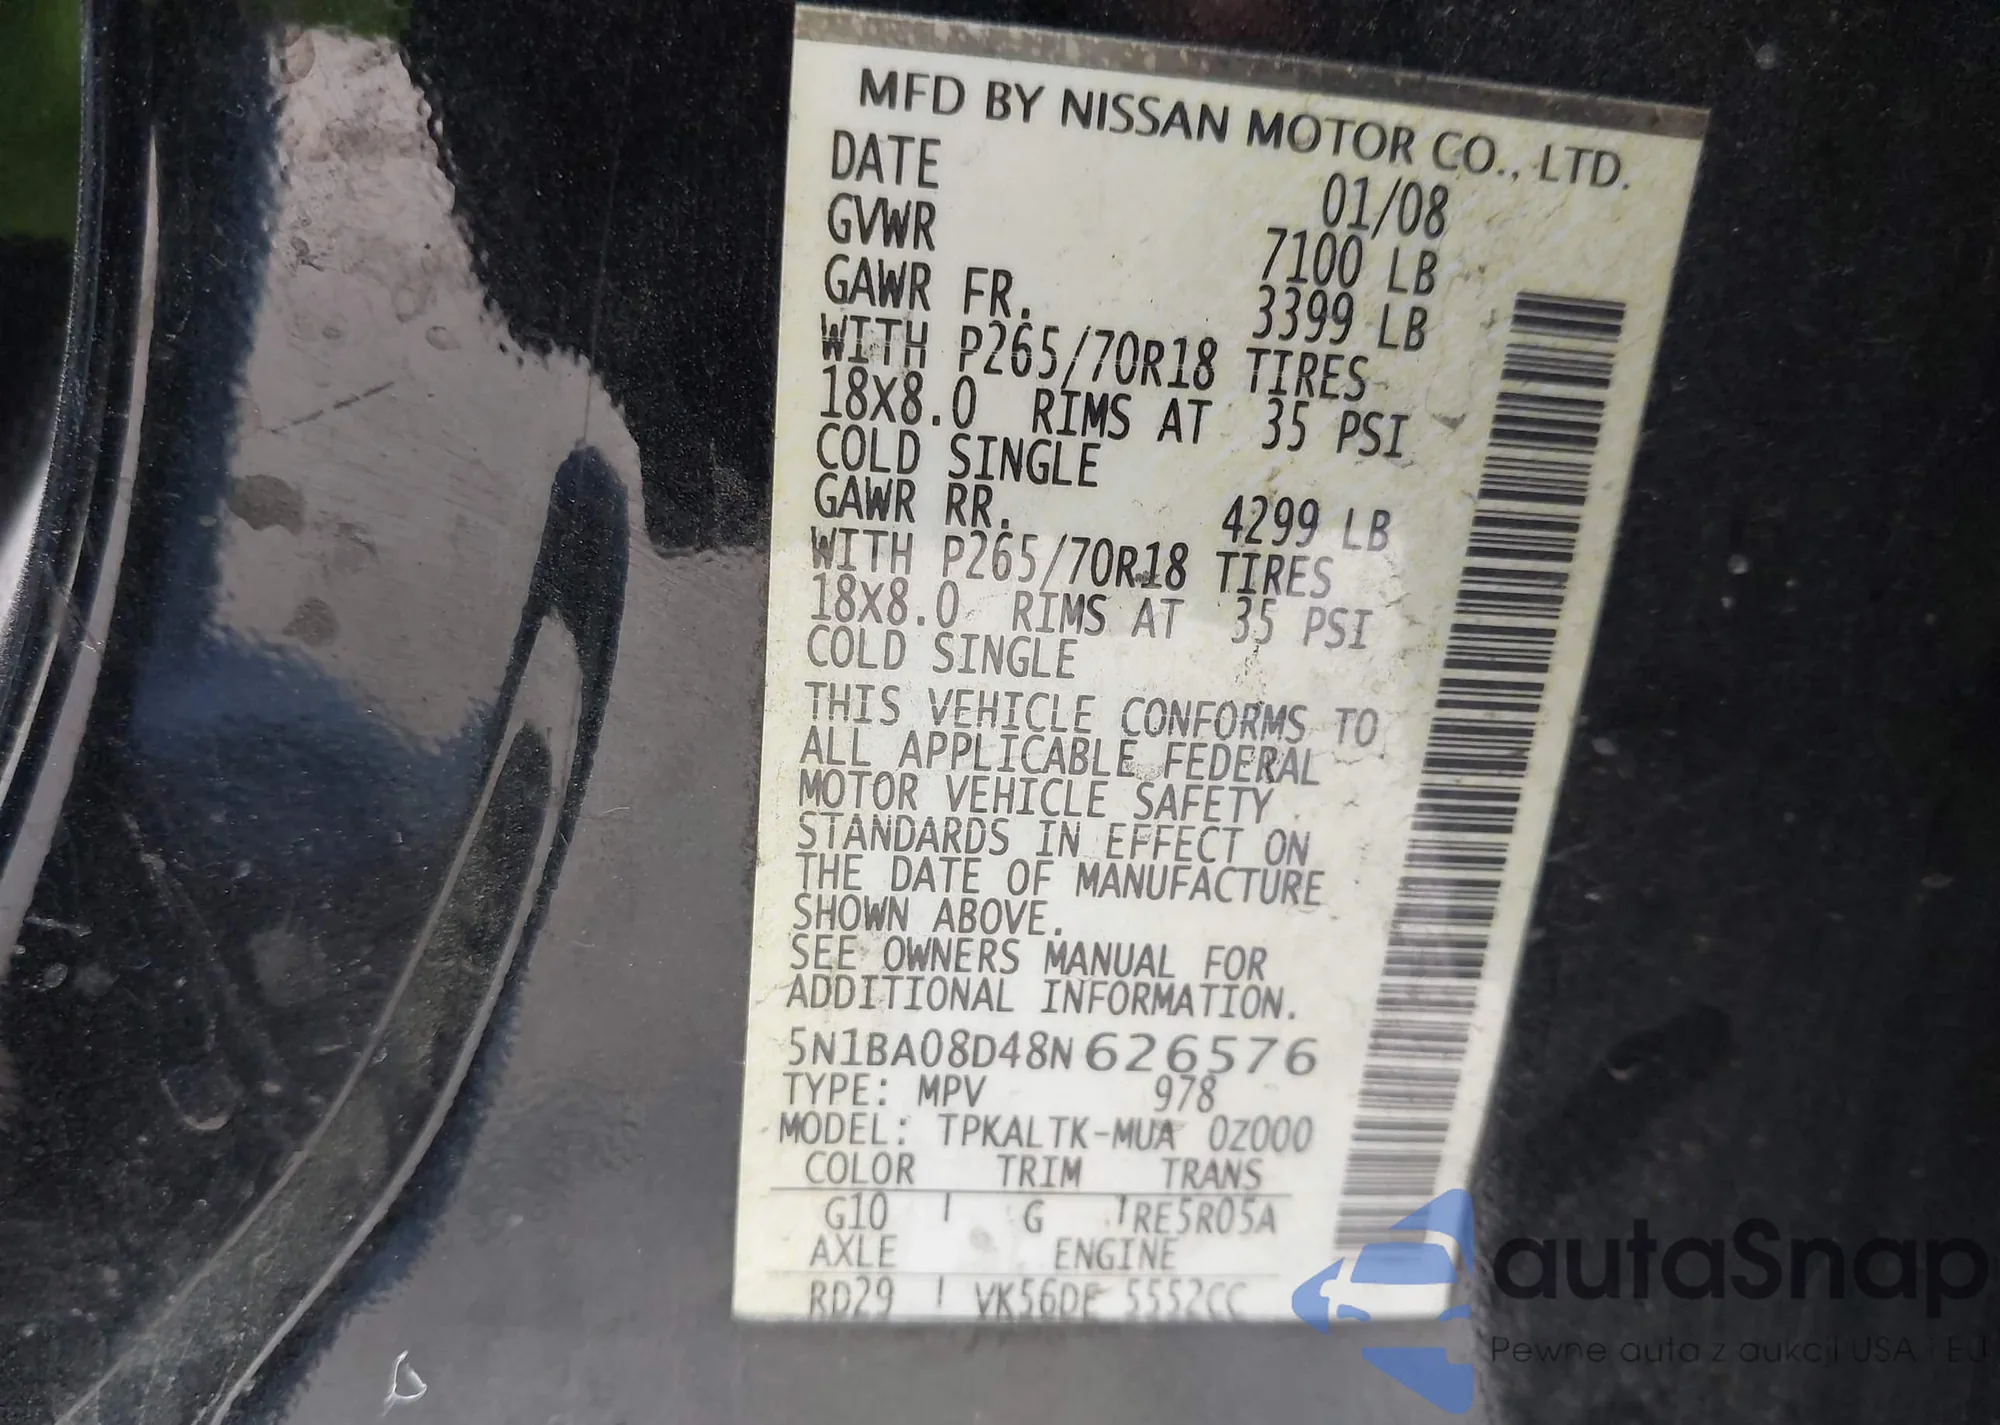 MFD BY NISSAN MOTOR CO., LTD.
DATE 01/08
GVWR 7100 LB
GAWR FR. 3399 LB
WITH P265/70R18 TIRES
18X8.0 RIMS AT 35 PSI
COLD SINGLE
GAWR RR. 4299 LB
WITH P265/70R18 TIRES
18X8.0 RIMS AT 35 PSI
COLD SINGLE
THIS VEHICLE CONFORMS TO
ALL APPLICABLE FEDERAL
MOTOR VEHICLE SAFETY
STANDARDS IN EFFECT ON
THE DATE OF MANUFACTURE
SHOWN ABOVE.
SEE OWNERS MANUAL FOR
ADDITIONAL INFORMATION.
5N1BA08D48N626576
TYPE: MPV 978
MODEL: TPKALTK-MUA 0Z000
COLOR TRIM TRANS
G10 G RE5R05A
AXLE ENGINE
RD29 VK56DE 5552CC
autaSnap
Pewne auta z aukcji USA i EU